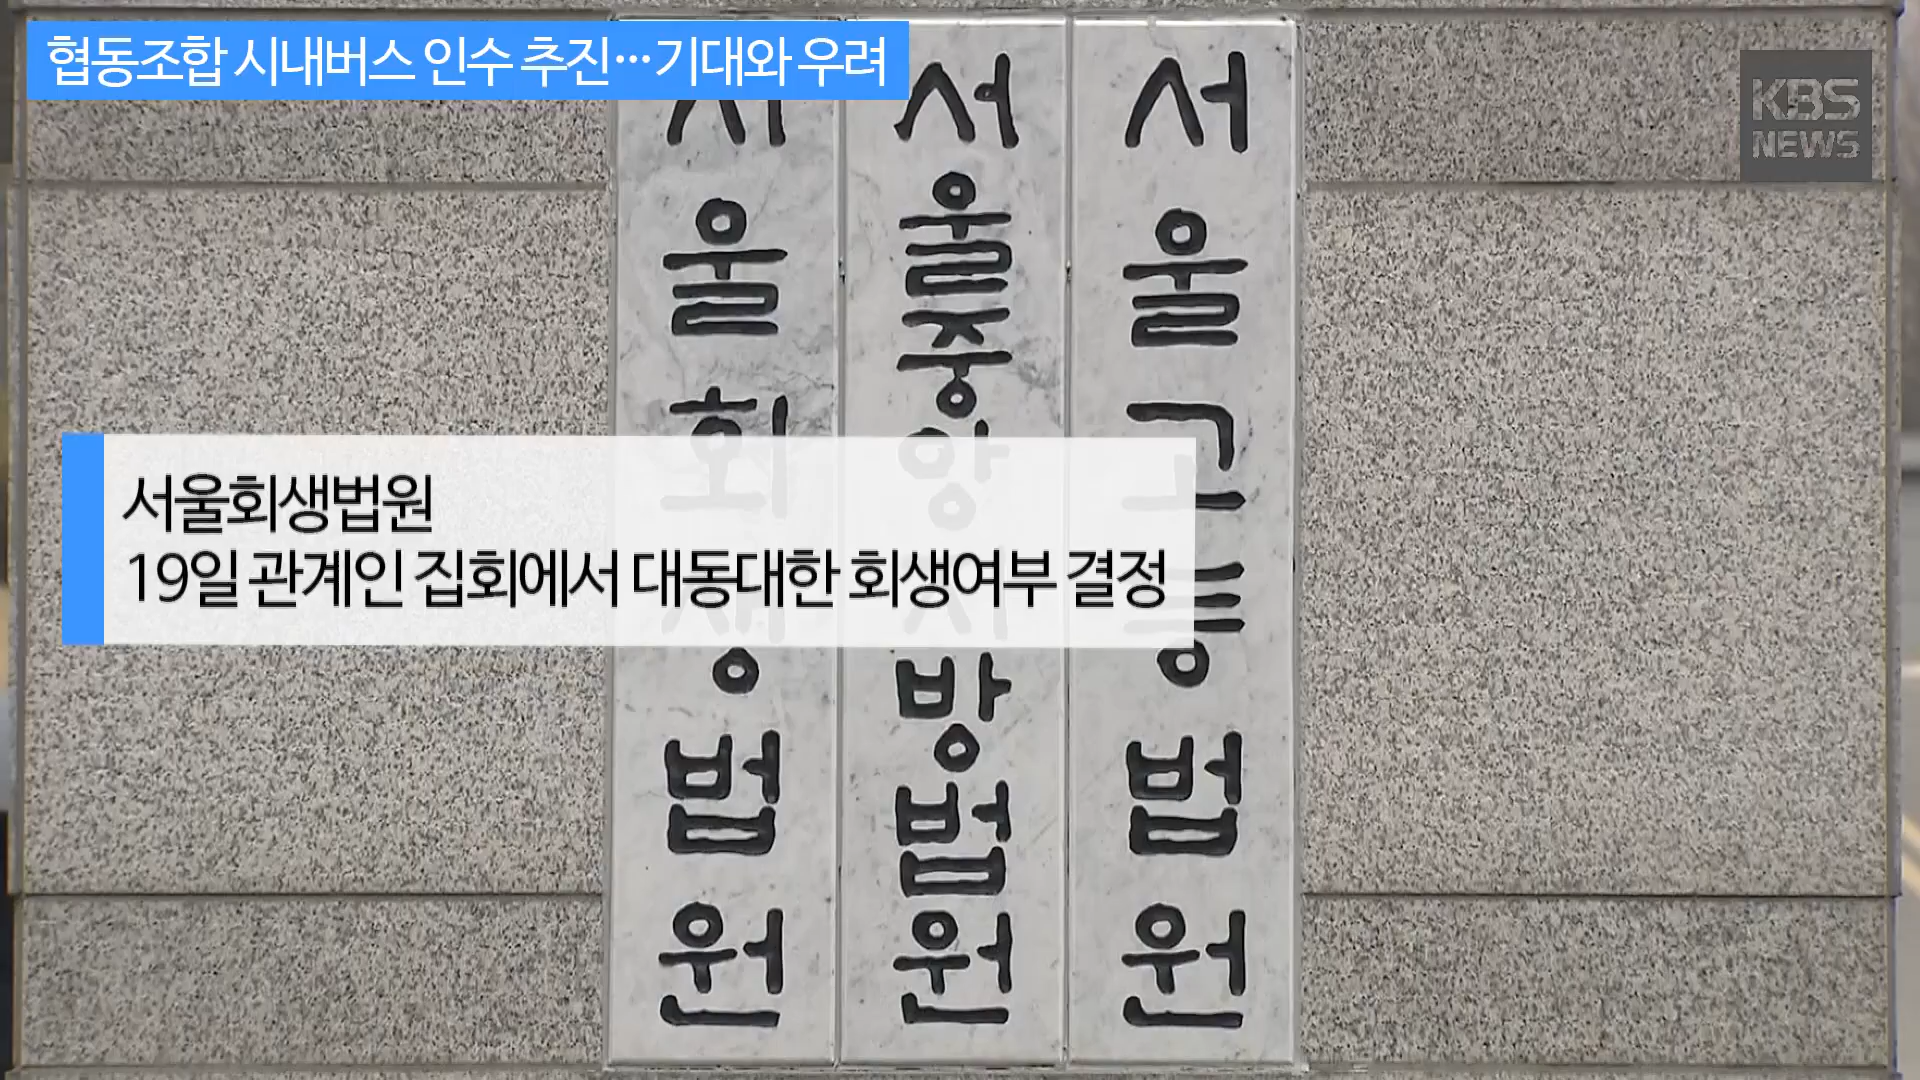 협동조합 시내버스 인수 추진…기대와 우려
KBS
NEWS
서울회생법원
19일 관계인 집회에서 대동대한 회생여부 결정
서울회생법원
서울중앙지방법원
서울고등법원